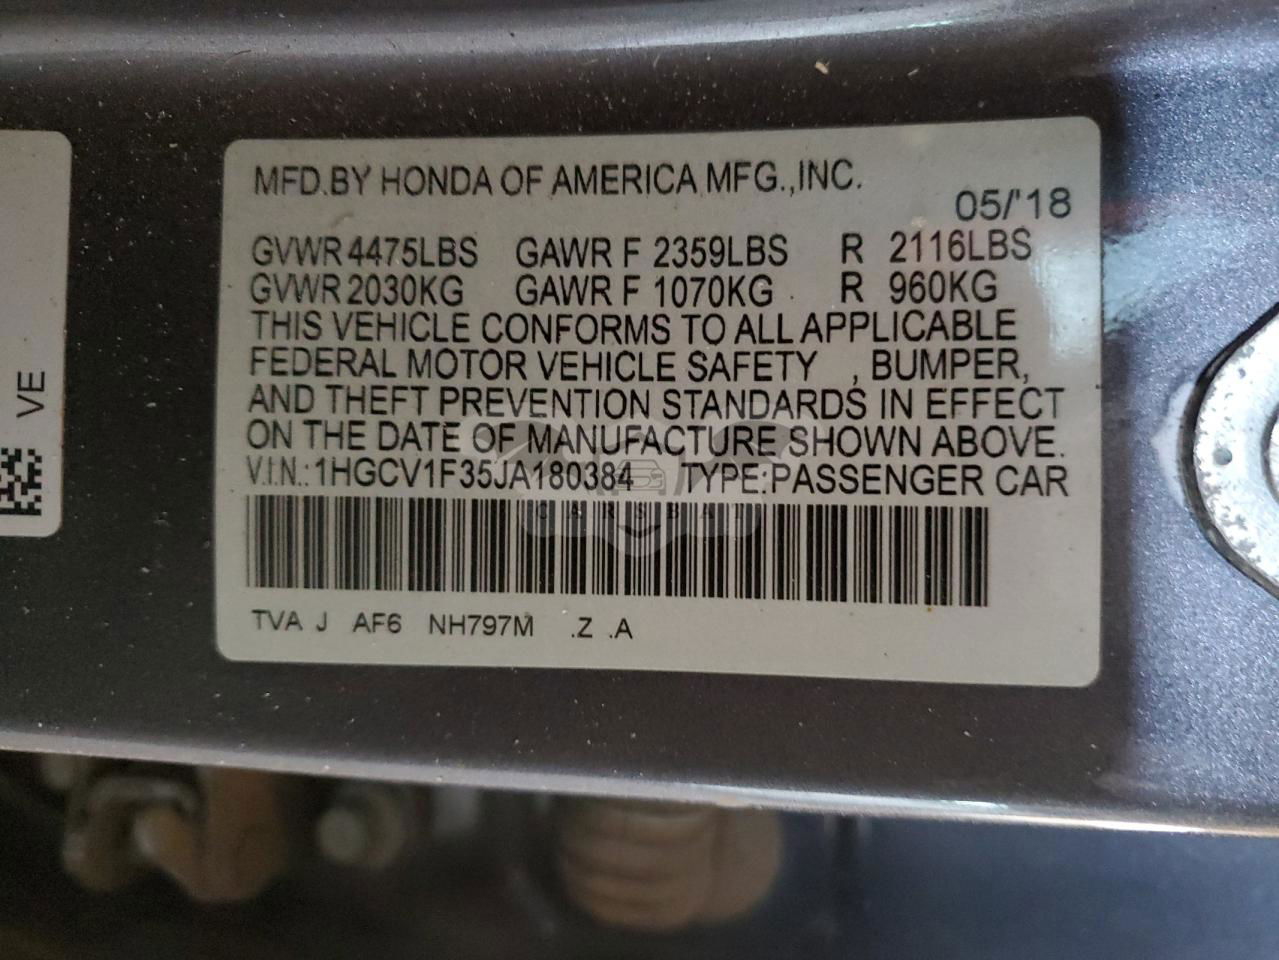 MFD.BY HONDA OF AMERICA MFG.,INC.
05/'18
GVWR 4475LBS GAWR F 2359LBS R 2116LBS
GVWR 2030KG GAWR F 1070KG R 960KG
THIS VEHICLE CONFORMS TO ALL APPLICABLE
FEDERAL MOTOR VEHICLE SAFETY , BUMPER,
AND THEFT PREVENTION STANDARDS IN EFFECT
ON THE DATE OF MANUFACTURE SHOWN ABOVE.
V.I.N.:1HGCV1F35JA180384 TYPE:PASSENGER CAR
CARSBAT
TVA J AF6 NH797M .Z .A
VE